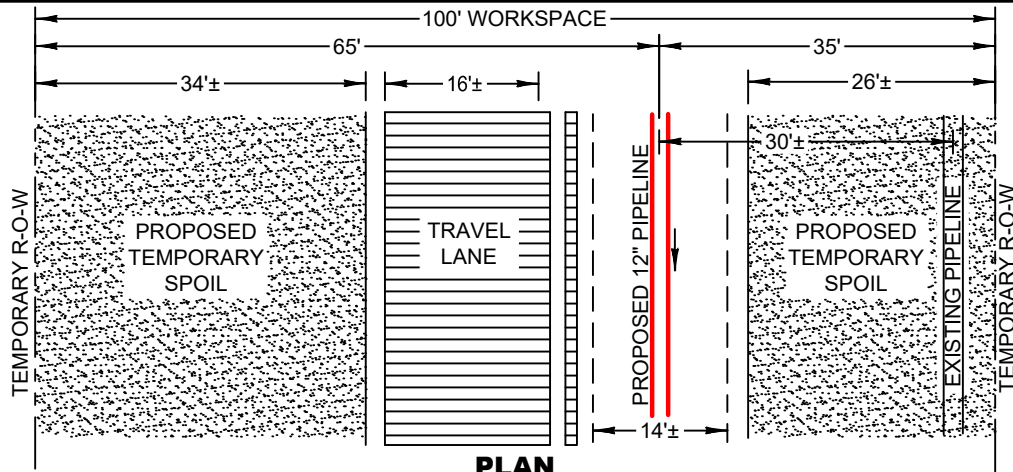 100' WORKSPACE
65'
35'
34'±
16'±
26'±
30'±
TEMPORARY R-O-W
PROPOSED
TEMPORARY
SPOIL
TRAVEL
LANE
PROPOSED 12" PIPELINE
PROPOSED
TEMPORARY
SPOIL
EXISTING PIPELINE
TEMPORARY R-O-W
14'±
PLAN